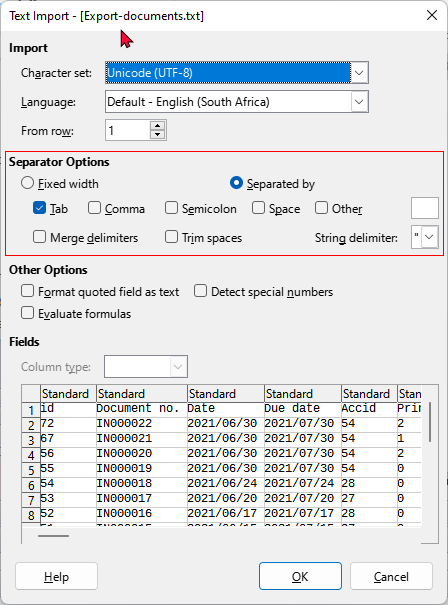 Text Import - [Export-documents.txt]
Import
Character set: Unicode (UTF-8)
Language: Default - English (South Africa)
From row: 1
Separator Options
Fixed width Separated by
Tab Comma Semicolon Space Other
Merge delimiters Trim spaces String delimiter: "
Other Options
Format quoted field as text Detect special numbers
Evaluate formulas
Fields
Column type:
Standard Standard Standard Standard Standard Stan
1 id Document no. Date Due date Accid Prin
2 72 IN000022 2021/06/30 2021/07/30 54 2
3 67 IN000021 2021/06/30 2021/07/30 54 1
4 56 IN000020 2021/06/30 2021/07/30 54 2
5 55 IN000019 2021/06/30 2021/07/30 54 0
6 54 IN000018 2021/06/24 2021/07/24 28 0
7 53 IN000017 2021/06/20 2021/07/20 27 0
8 52 IN000016 2021/06/17 2021/07/17 28 0
Help OK Cancel